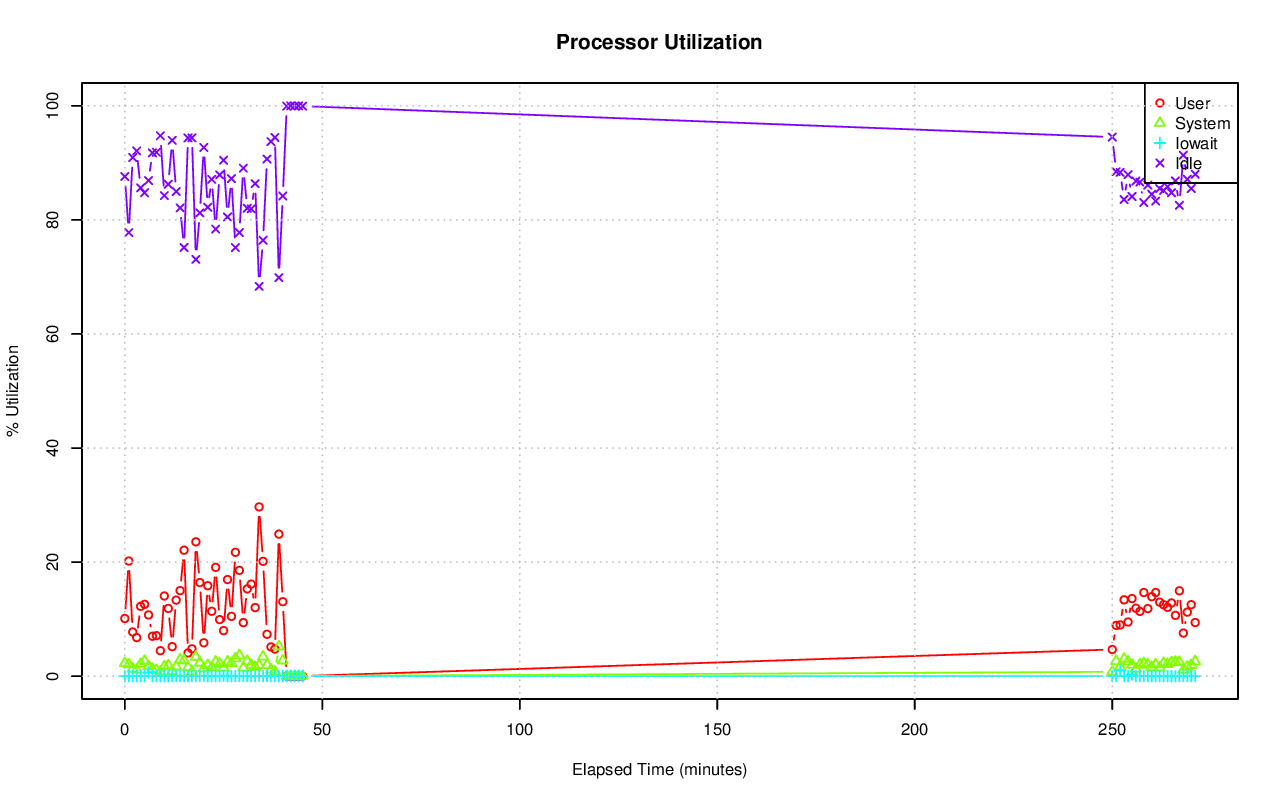 Processor Utilization
% Utilization
100
80
60
40
20
0
User
System
Iowait
Idle
0 50 100 150 200 250
Elapsed Time (minutes)